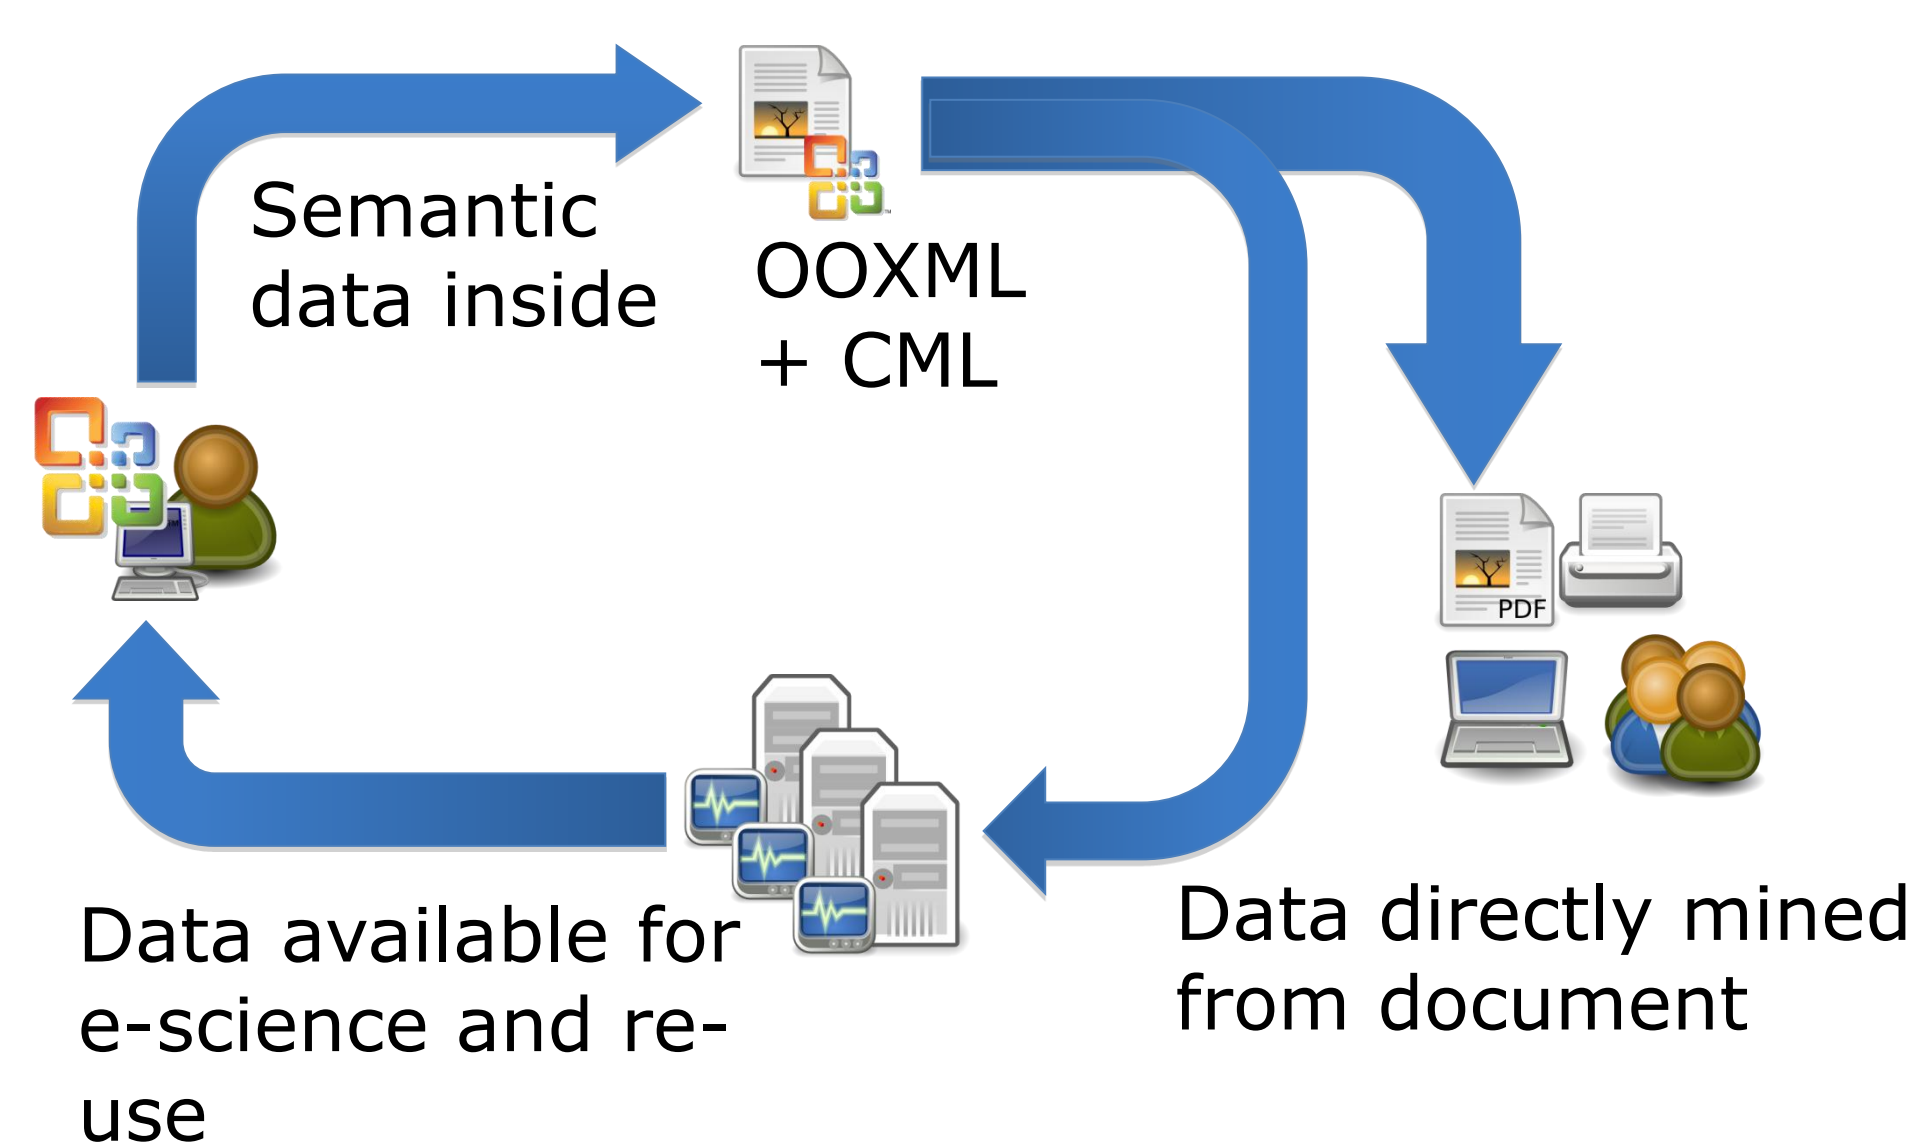 Semantic
data inside
OOXML
+ CML
PDF
Data directly mined
from document
Data available for
e-science and re-
use